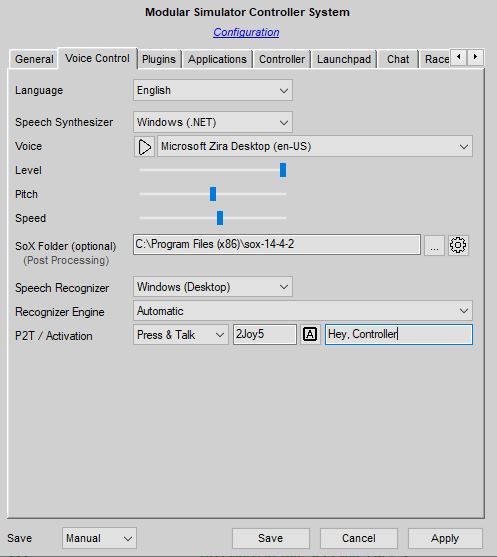 Modular Simulator Controller System
Configuration
General Voice Control Plugins Applications Controller Launchpad Chat Race
Language English
Speech Synthesizer Windows (.NET)
Voice Microsoft Zira Desktop (en-US)
Level
Pitch
Speed
SoX Folder (optional) C:\Program Files (x86)\sox-14-4-2 ...
(Post Processing)
Speech Recognizer Windows (Desktop)
Recognizer Engine Automatic
P2T / Activation Press & Talk 2Joy5 A Hey, Controller
Save Manual Save Cancel Apply